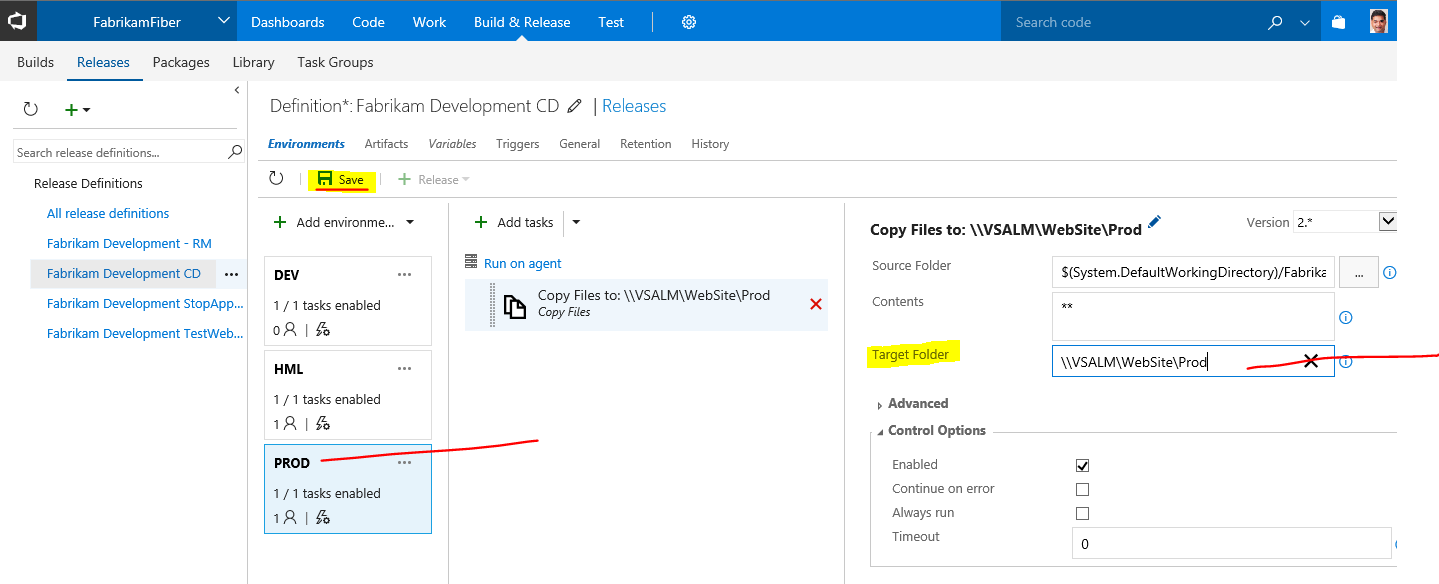 FabrikamFiber
Dashboards Code Work Build & Release Test
Search code
Builds Releases Packages Library Task Groups
Definition*: Fabrikam Development CD | Releases
Search release definitions...
Environments Artifacts Variables Triggers General Retention History
Save Release
Release Definitions
All release definitions
Fabrikam Development - RM
Fabrikam Development CD ...
Fabrikam Development StopApp...
Fabrikam Development TestWeb...
Add environme...
DEV ...
1 / 1 tasks enabled
0 |
HML ...
1 / 1 tasks enabled
1 |
PROD ...
1 / 1 tasks enabled
1 |
Add tasks
Run on agent
Copy Files to: \\VSALM\WebSite\Prod
Copy Files
Copy Files to: \\VSALM\WebSite\Prod
Version 2.*
Source Folder $(System.DefaultWorkingDirectory)/Fabrika ...
Contents **
Target Folder \\VSALM\WebSite\Prod
Advanced
Control Options
Enabled
Continue on error
Always run
Timeout 0